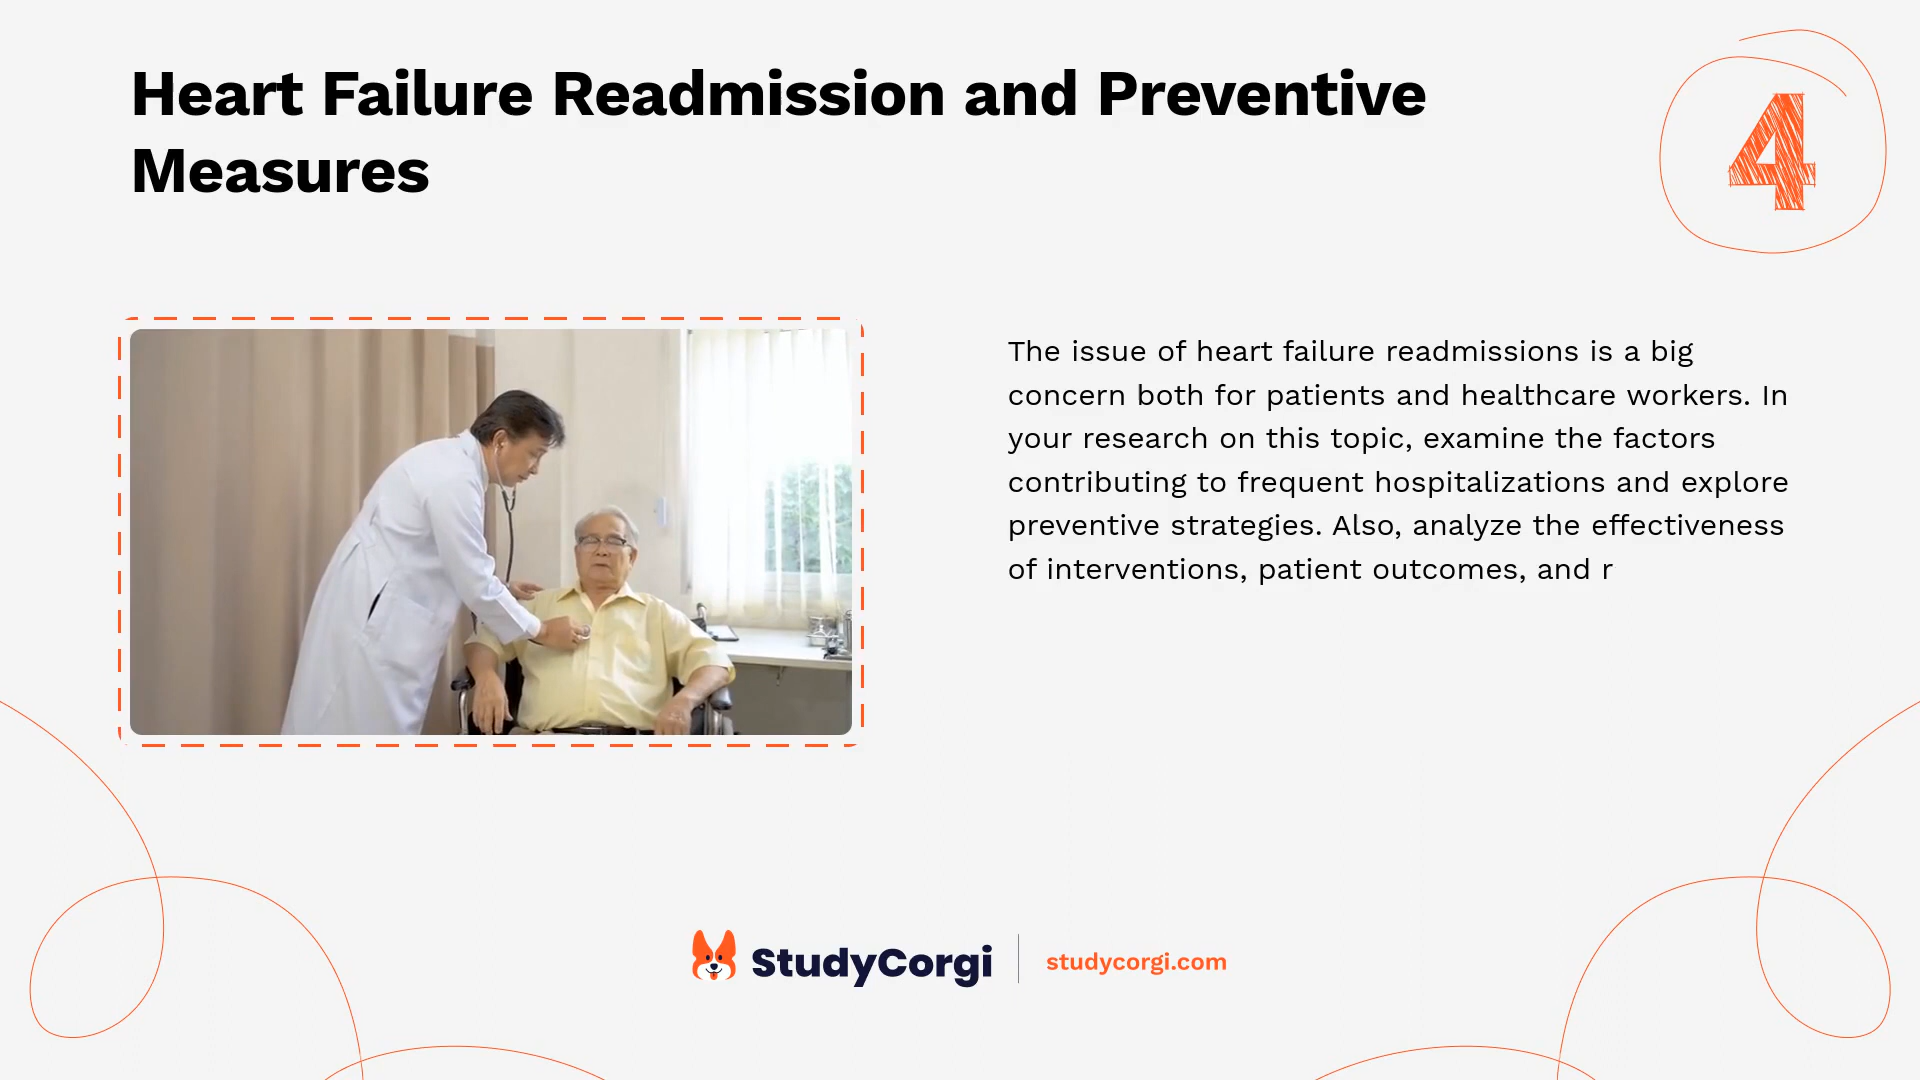 Heart Failure Readmission and Preventive
Measures
4
The issue of heart failure readmissions is a big
concern both for patients and healthcare workers. In
your research on this topic, examine the factors
contributing to frequent hospitalizations and explore
preventive strategies. Also, analyze the effectiveness
of interventions, patient outcomes, and r
StudyCorgi
studycorgi.com